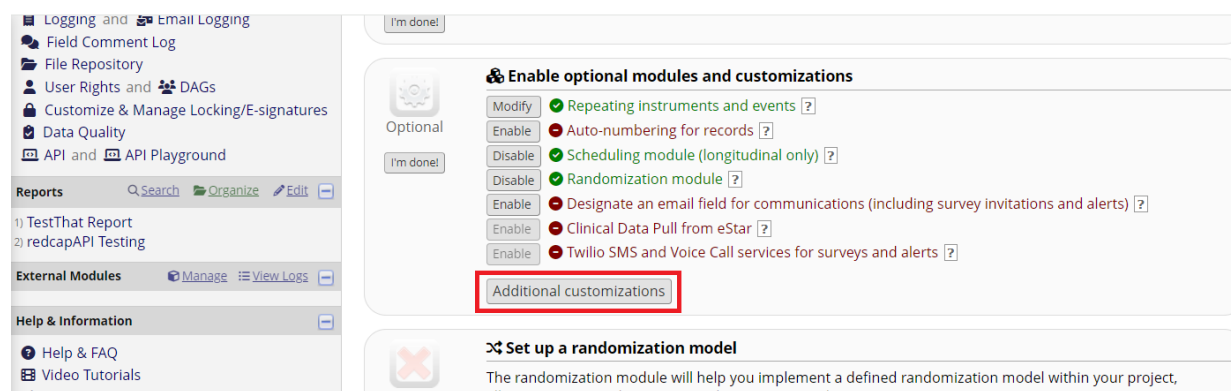 Logging and Email Logging
Field Comment Log
File Repository
User Rights and DAGs
Customize & Manage Locking/E-signatures
Data Quality
API and API Playground
Reports Search Organize Edit
1) TestThat Report
2) redcapAPI Testing
External Modules Manage View Logs
Help & Information
Help & FAQ
Video Tutorials
I'm done!
Optional
I'm done!
Enable optional modules and customizations
Modify Repeating instruments and events ?
Enable Auto-numbering for records ?
Disable Scheduling module (longitudinal only) ?
Disable Randomization module ?
Enable Designate an email field for communications (including survey invitations and alerts) ?
Enable Clinical Data Pull from eStar ?
Enable Twilio SMS and Voice Call services for surveys and alerts ?
Additional customizations
Set up a randomization model
The randomization module will help you implement a defined randomization model within your project,